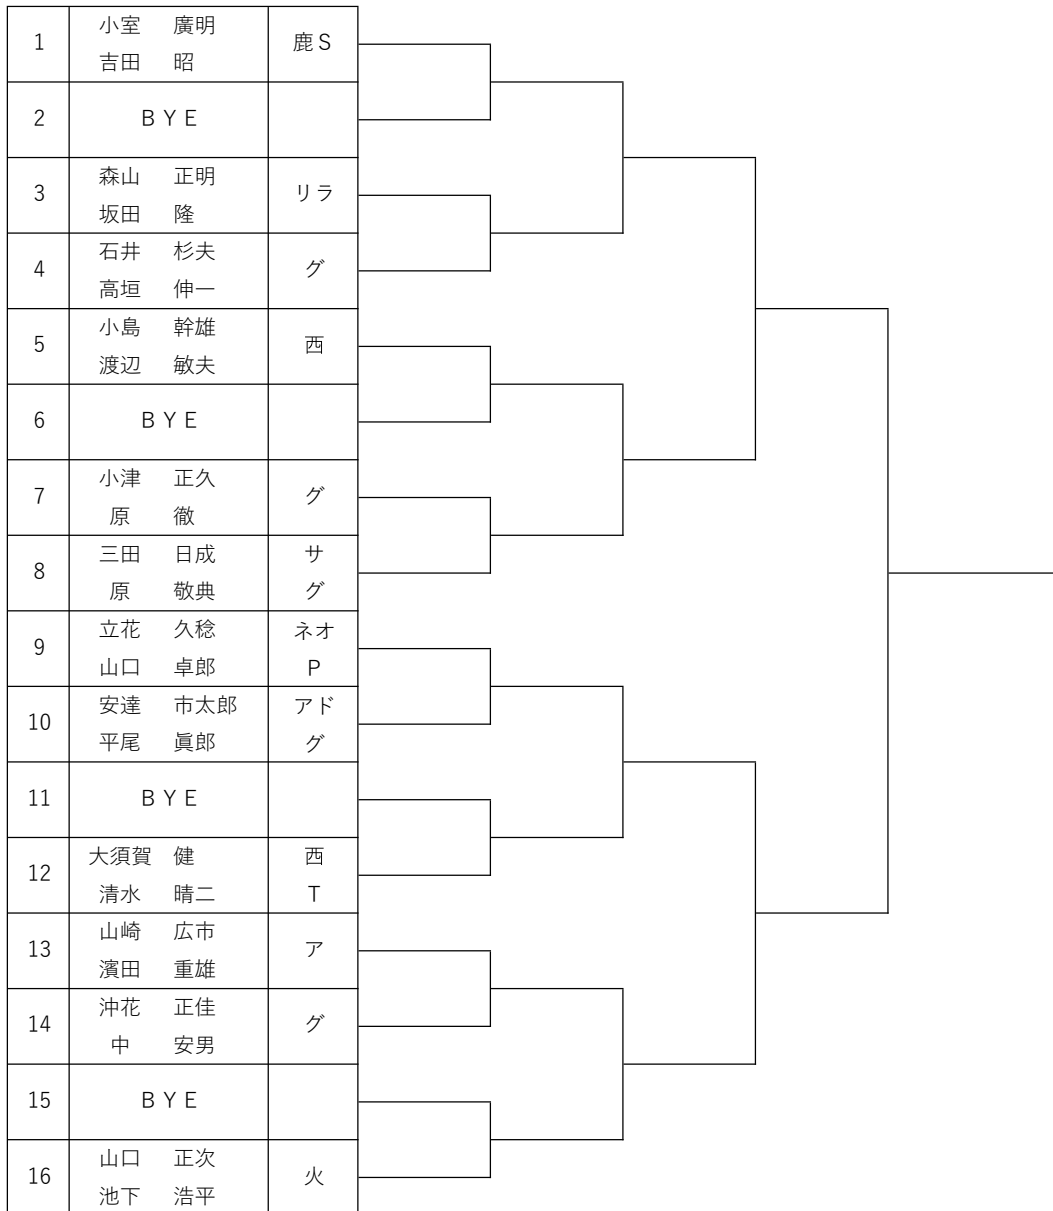 1 小室 廣明 鹿S
吉田 昭
2 BYE
3 森山 正明 リラ
坂田 隆
4 石井 杉夫 グ
高垣 伸一
5 小島 幹雄 西
渡辺 敏夫
6 BYE
7 小津 正久 グ
原 徹
8 三田 日成 サ
原 敬典 グ
9 立花 久稔 ネオ
山口 卓郎 P
10 安達 市太郎 アド
平尾 眞郎 グ
11 BYE
12 大須賀 健 西
清水 晴二 T
13 山崎 広市 ア
濱田 重雄
14 沖花 正佳 グ
中 安男
15 BYE
16 山口 正次 火
池下 浩平